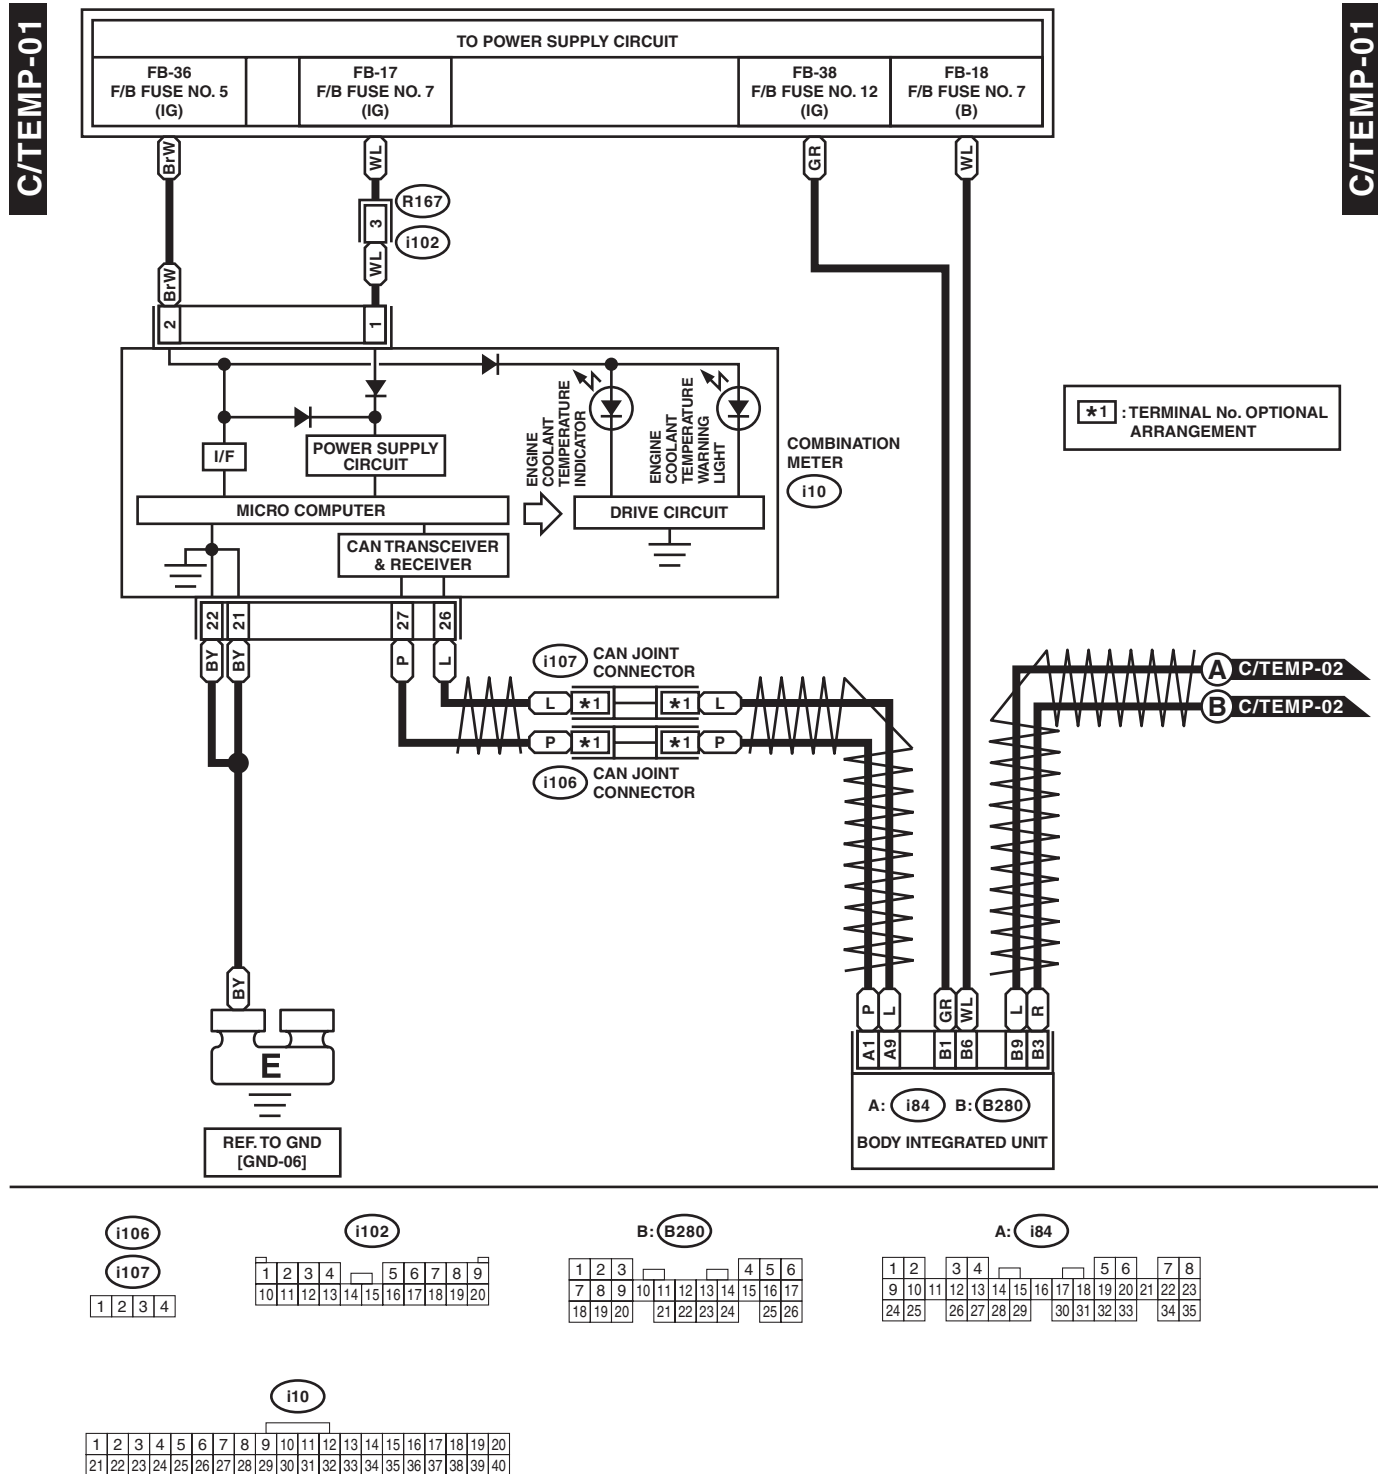 C/TEMP-01
C/TEMP-01
TO POWER SUPPLY CIRCUIT
FB-36
F/B FUSE NO. 5
(IG)
FB-17
F/B FUSE NO. 7
(IG)
FB-38
F/B FUSE NO. 12
(IG)
FB-18
F/B FUSE NO. 7
(B)
BrW
WL
GR
WL
R167
3
i102
BrW
WL
2
1
ENGINE
COOLANT
TEMPERATURE
INDICATOR
ENGINE
COOLANT
TEMPERATURE
WARNING
LIGHT
I/F
POWER SUPPLY
CIRCUIT
MICRO COMPUTER
DRIVE CIRCUIT
CAN TRANSCEIVER
& RECEIVER
COMBINATION
METER
i10
*1 : TERMINAL No. OPTIONAL
ARRANGEMENT
22 21 27 26
BY BY P L
i107 CAN JOINT
CONNECTOR
L *1 *1 L
P *1 *1 P
i106 CAN JOINT
CONNECTOR
A C/TEMP-02
B C/TEMP-02
BY
E
REF. TO GND
[GND-06]
P L GR WL L R
A1 A9 B1 B6 B9 B3
A: i84 B: B280
BODY INTEGRATED UNIT
i106
i107
1 2 3 4
i102
1 2 3 4 5 6 7 8 9
10 11 12 13 14 15 16 17 18 19 20
B: B280
1 2 3 4 5 6
7 8 9 10 11 12 13 14 15 16 17
18 19 20 21 22 23 24 25 26
A: i84
1 2 3 4 5 6 7 8
9 10 11 12 13 14 15 16 17 18 19 20 21 22 23
24 25 26 27 28 29 30 31 32 33 34 35
i10
1 2 3 4 5 6 7 8 9 10 11 12 13 14 15 16 17 18 19 20
21 22 23 24 25 26 27 28 29 30 31 32 33 34 35 36 37 38 39 40